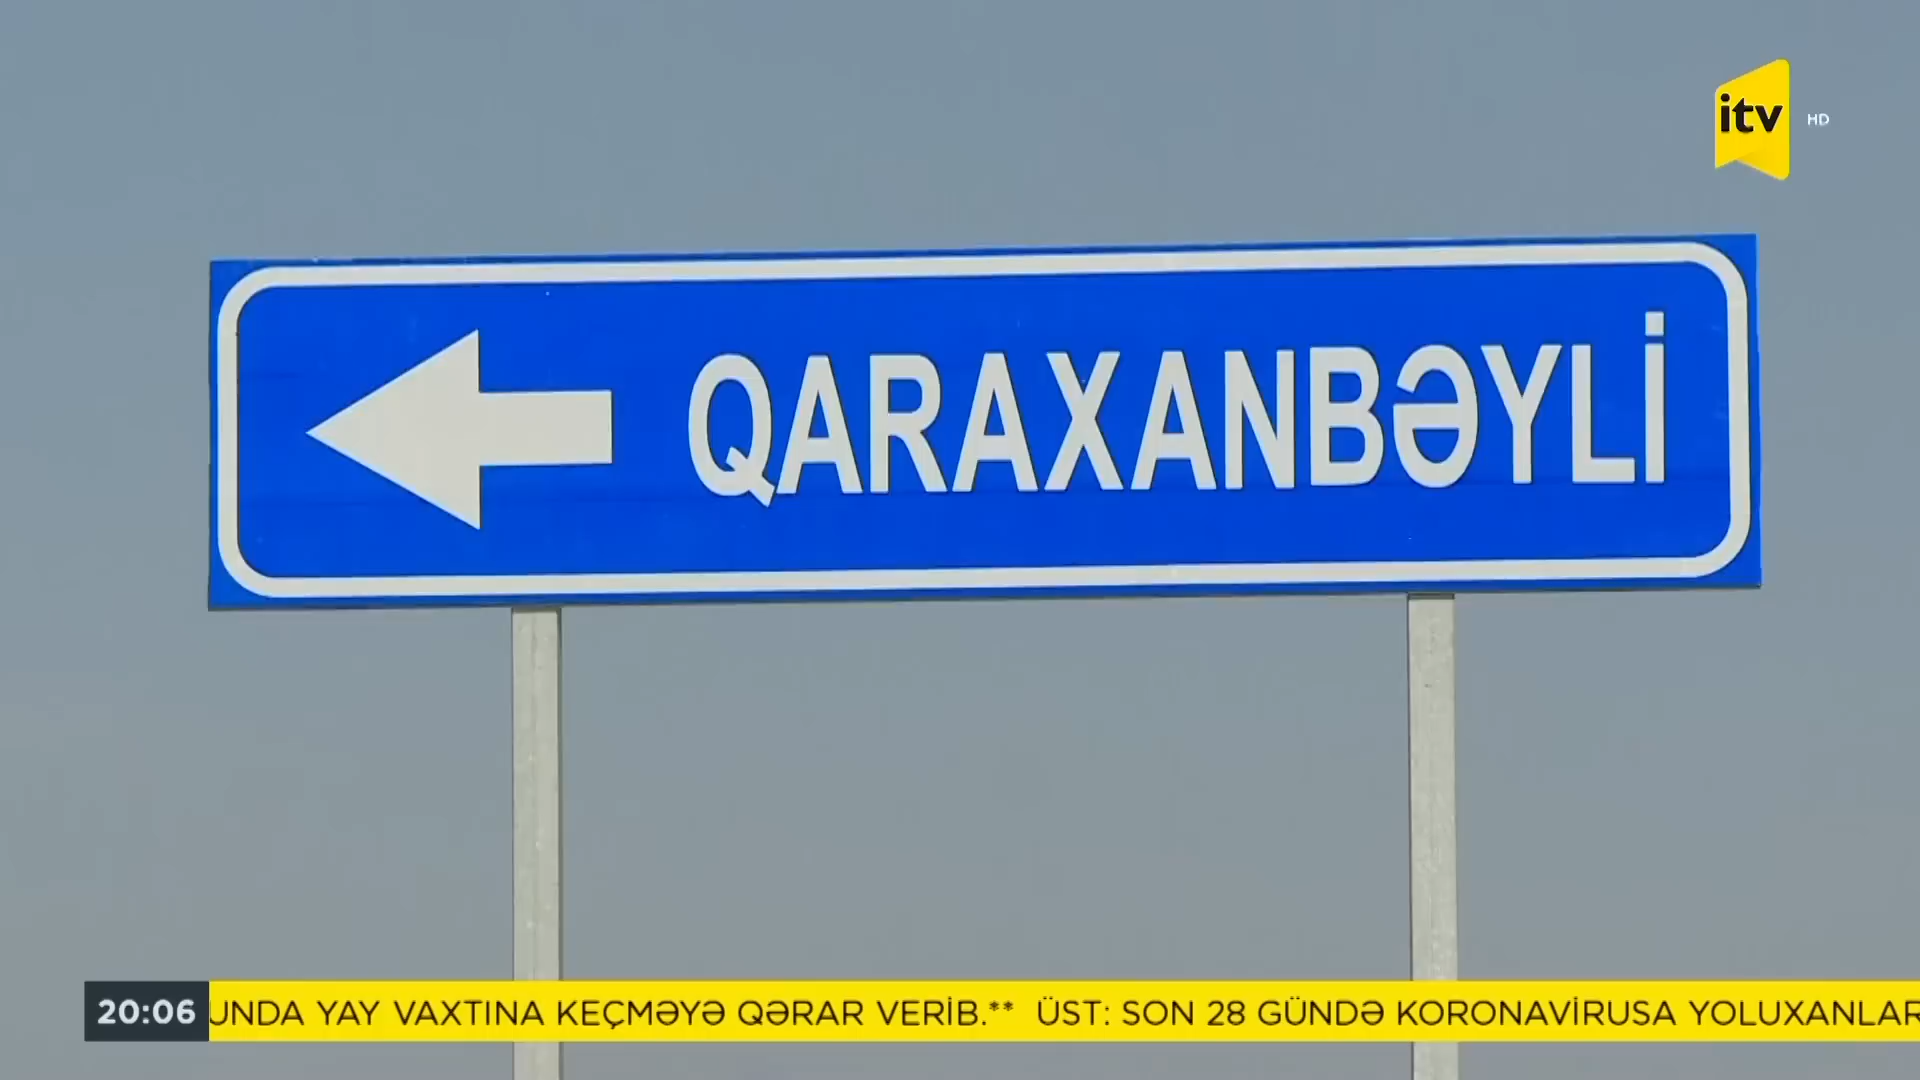 itv HD
QARAXANBƏYLİ
20:06 UNDA YAY VAXTINA KEÇMƏYƏ QƏRAR VERİB.** ÜST: SON 28 GÜNDƏ KORONAVİRUSA YOLUXANLAR